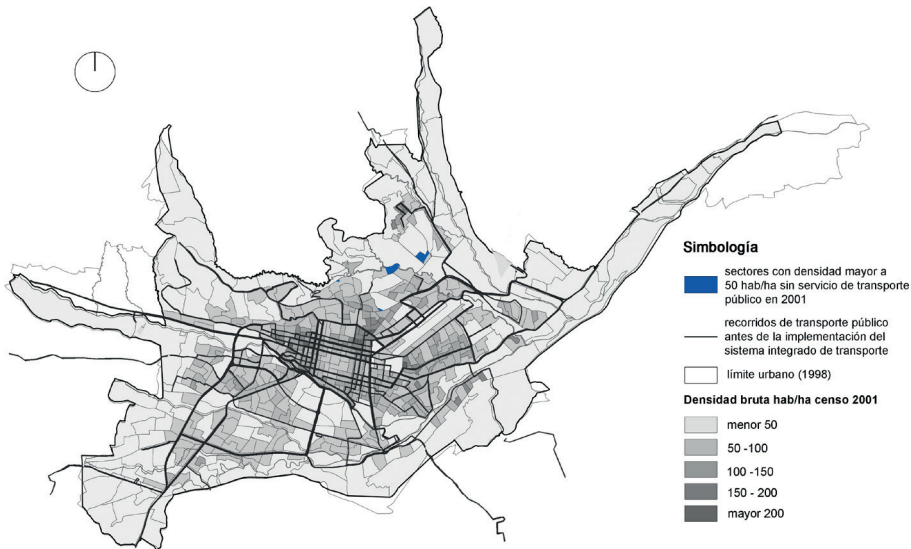 Simbología
sectores con densidad mayor a
50 hab/ha sin servicio de transporte
público en 2001
recorridos de transporte público
antes de la implementación del
sistema integrado de transporte
límite urbano (1998)
Densidad bruta hab/ha censo 2001
menor 50
50 -100
100 -150
150 - 200
mayor 200